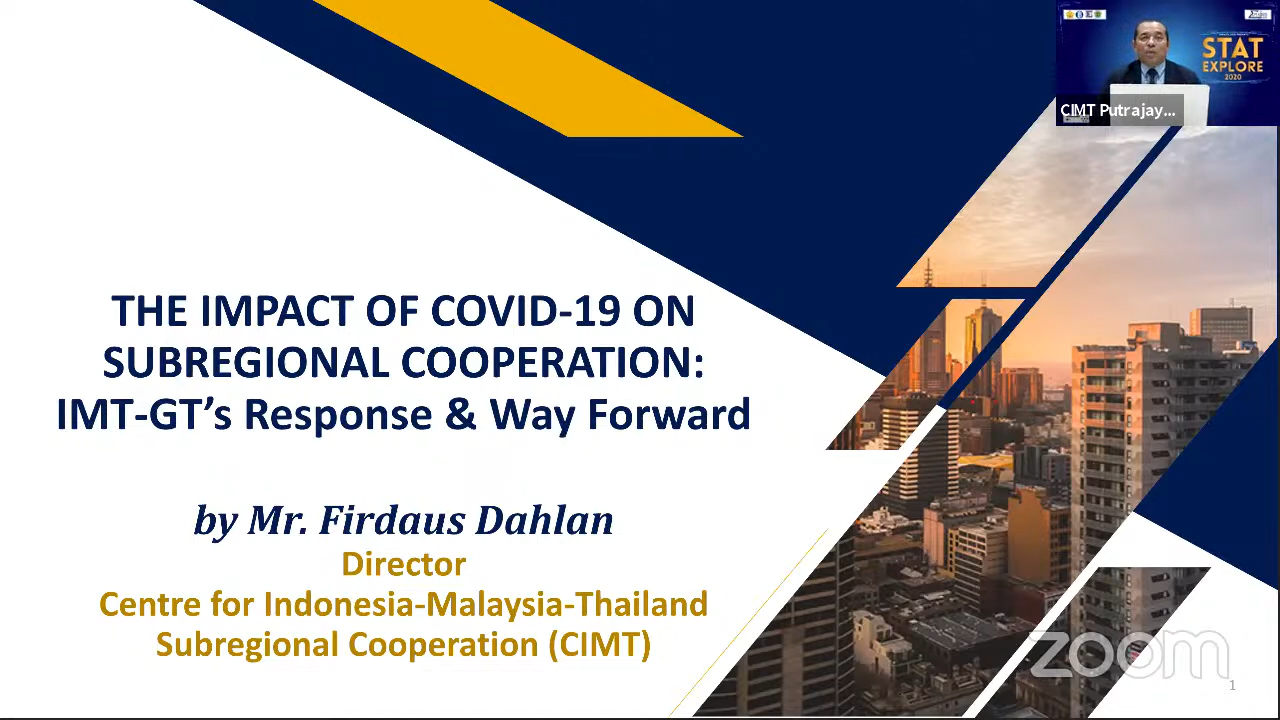 STAT
EXPLORE
2020
CIMT Putrajay...
THE IMPACT OF COVID-19 ON
SUBREGIONAL COOPERATION:
IMT-GT’s Response & Way Forward
by Mr. Firdaus Dahlan
Director
Centre for Indonesia-Malaysia-Thailand
Subregional Cooperation (CIMT)
zoom
1